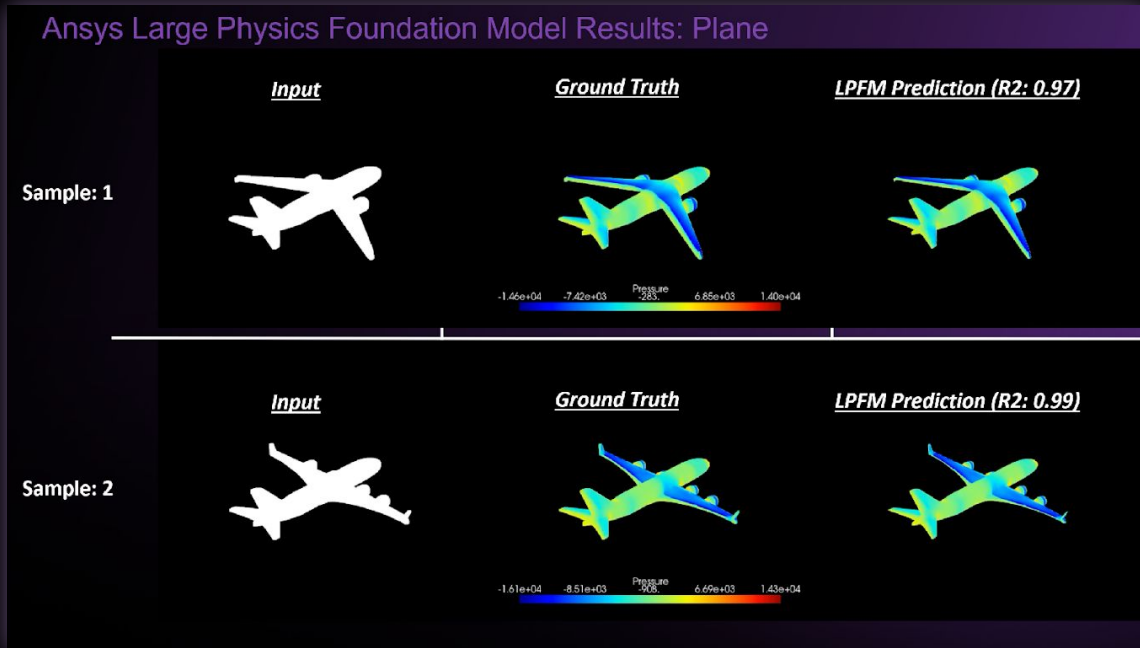 Ansys Large Physics Foundation Model Results: Plane
Input
Ground Truth
LPFM Prediction (R2: 0.97)
Sample: 1
Pressure
-1.46e+04 -7.42e+03 -283. 6.85e+03 1.40e+04
Input
Ground Truth
LPFM Prediction (R2: 0.99)
Sample: 2
Pressure
-1.61e+04 -8.51e+03 -908. 6.69e+03 1.43e+04